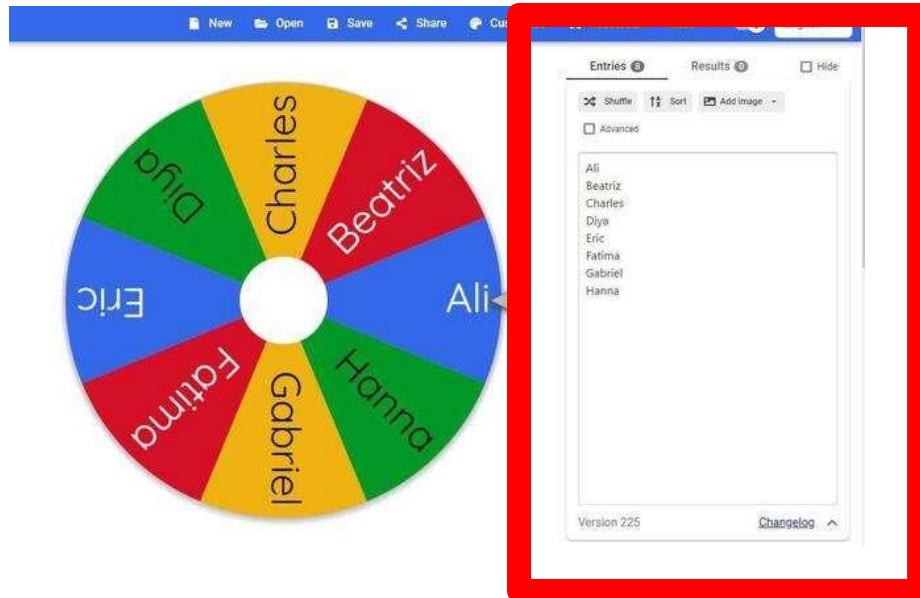 New Open Save Share
Entries 8 Results 0 Hide
Shuffle Sort Add image
Advanced
Ali
Beatriz
Charles
Diya
Eric
Fatima
Gabriel
Hanna
Version 225 Changelog
Charles
Beatriz
Ali
Hanna
Gabriel
Fatima
Eric
Diya